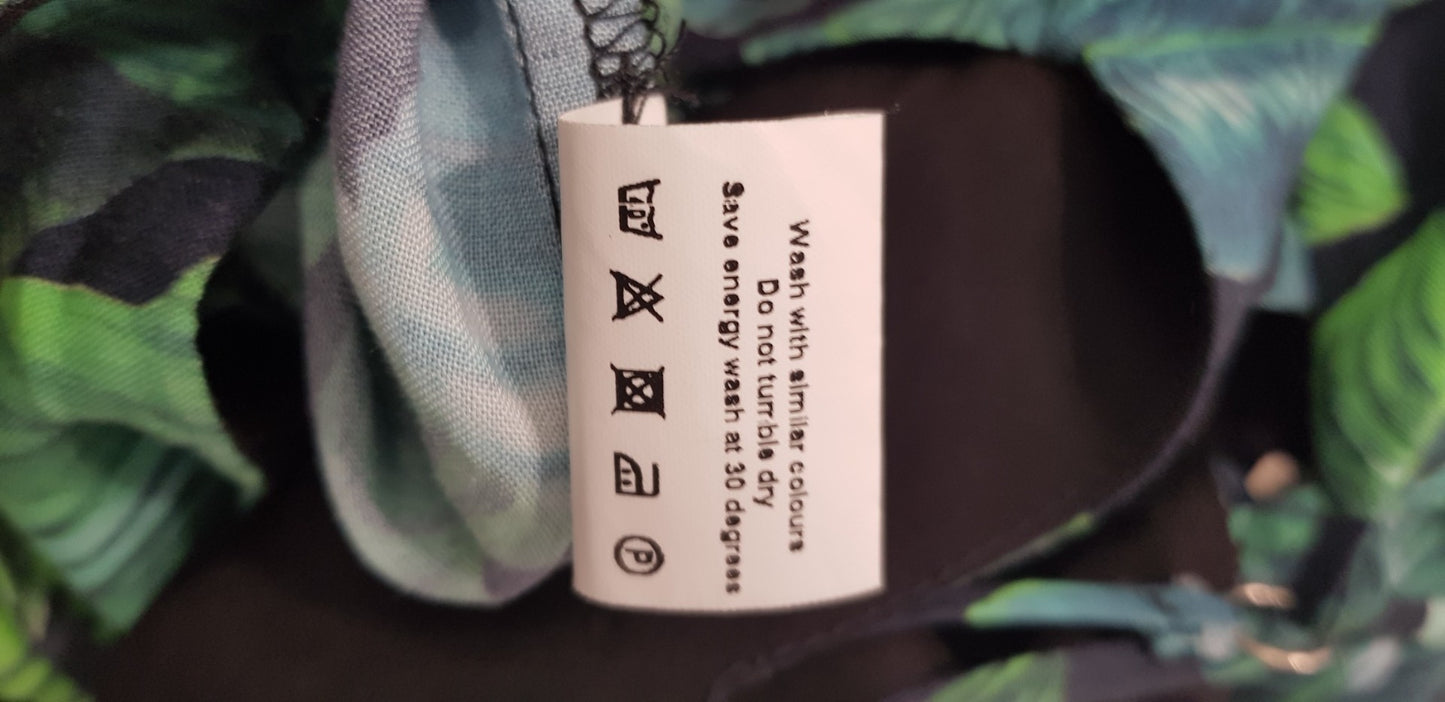 Wash with similar colours
Do not tumble dry
Save energy wash at 30 degrees
P